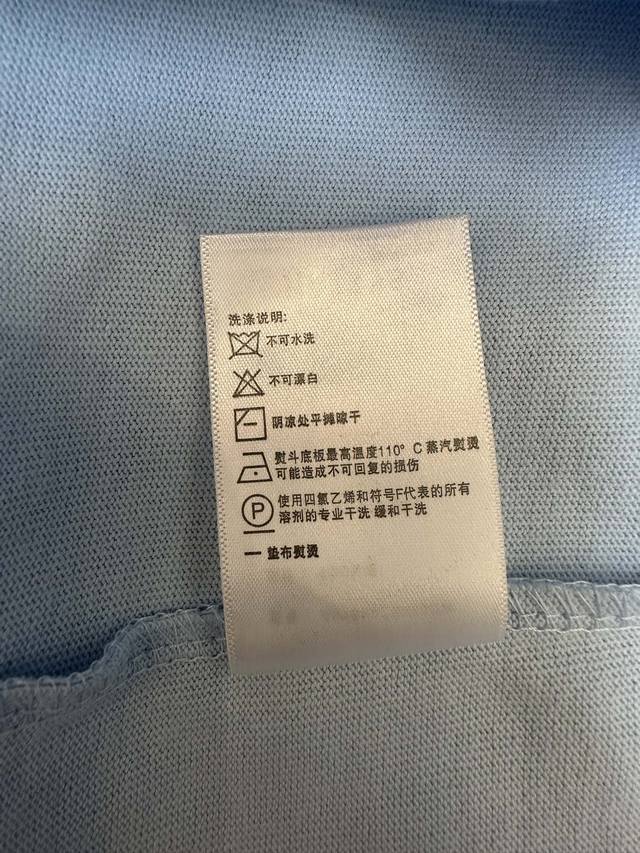 洗涤说明:
不可水洗
不可漂白
阴凉处平摊晾干
熨斗底板最高温度110° C 蒸汽熨烫
可能造成不可回复的损伤
P 使用四氯乙烯和符号F代表的所有
溶剂的专业干洗 缓和干洗
一 垫布熨烫